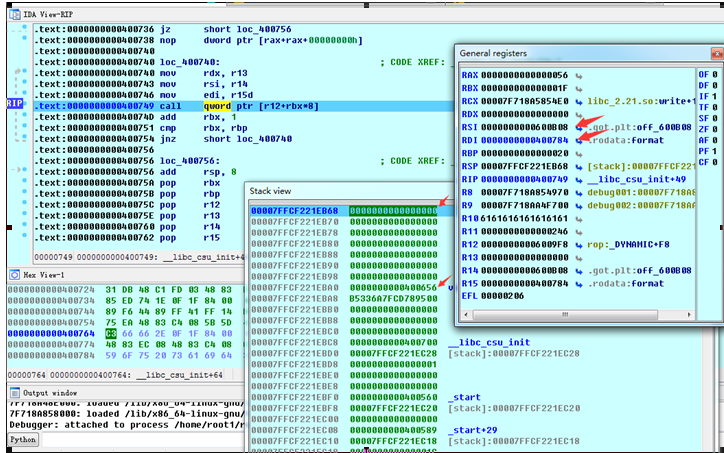 IDA View-RIP
.text:0000000000400736 jz short loc_400756
.text:0000000000400738 nop dword ptr [rax+rax+00000000h]
.text:0000000000400740
.text:0000000000400740 loc_400740: ; CODE XREF:
.text:0000000000400740 mov rdx, r13
.text:0000000000400743 mov rsi, r14
.text:0000000000400746 mov edi, r15d
RIP .text:0000000000400749 call qword ptr [r12+rbx*8]
.text:000000000040074D add rbx, 1
.text:0000000000400751 cmp rbx, rbp
.text:0000000000400754 jnz short loc_400740
.text:0000000000400756
.text:0000000000400756 loc_400756: ; CODE XREF:
.text:0000000000400756 add rsp, 8
.text:000000000040075A pop rbx
.text:000000000040075B pop rbp
.text:000000000040075C pop r12
.text:000000000040075E pop r13
.text:0000000000400760 pop r14
.text:0000000000400762 pop r15
00000749 0000000000400749: __libc_csu_init+4
Hex View-1
0000000000400724 31 DB 48 C1 FD 03 48 83
0000000000400734 85 ED 74 1E 0F 1F 84 00
0000000000400744 89 F6 44 89 FF 41 FF 14
0000000000400754 75 EA 48 83 C4 08 5B 5D
0000000000400764 C3 66 66 2E 0F 1F 84 00
0000000000400774 48 83 EC 08 48 83 C4 08
0000000000400784 59 6F 75 20 73 61 69 64
00000764 0000000000400764: __libc_csu_init+64
Output window
7F718A858000: loaded /lib/x86_64-linux-gnu/
Debugger: attached to process /home/root1/r
Python
General registers
RAX 0000000000000056
RBX 000000000000001F
RCX 00007F718A5854E0 libc_2.21.so:write+1
RDX 0000000000000000
RSI 0000000000600B08 .got.plt:off_600B08
RDI 0000000000400784 .rodata:format
RBP 0000000000000020
RSP 00007FFCF221EB68 [stack]:00007FFCF221
RIP 0000000000400749 __libc_csu_init+49
R8 00007F718A854970 debug001:00007F718A8
R9 00007F718AA4F700 debug002:00007F718AA
R10 6161616161616161
R11 0000000000000246
R12 00000000006009F8 rop:_DYNAMIC+F8
R13 0000000000000000
R14 0000000000600B08 .got.plt:off_600B08
R15 0000000000400784 .rodata:format
EFL 00000206
OF 0
DF 0
IF 1
TF 0
SF 0
ZF 0
AF 0
PF 1
CF 0
Stack view
00007FFCF221EB68 0000000000000000
00007FFCF221EB70 0000000000000000
00007FFCF221EB78 0000000000000000
00007FFCF221EB80 0000000000000000
00007FFCF221EB88 0000000000000000
00007FFCF221EB90 0000000000000000
00007FFCF221EB98 0000000000000000
00007FFCF221EBA0 0000000000400656
00007FFCF221EBA8 B5336A7FCD789500
00007FFCF221EBB0 0000000000000000
00007FFCF221EBB8 0000000000000000
00007FFCF221EBC0 0000000000000000
00007FFCF221EBC8 0000000000400700 __libc_csu_init
00007FFCF221EBD0 00007FFCF221EC28 [stack]:00007FFCF221EC28
00007FFCF221EBD8 0000000000000001
00007FFCF221EBE0 0000000000000000
00007FFCF221EBE8 0000000000000000
00007FFCF221EBF0 0000000000400560 _start
00007FFCF221EBF8 00007FFCF221EC20 [stack]:00007FFCF221EC20
00007FFCF221EC00 0000000000000000
00007FFCF221EC08 0000000000400589 _start+29
00007FFCF221EC10 00007FFCF221EC18 [stack]:00007FFCF221EC18